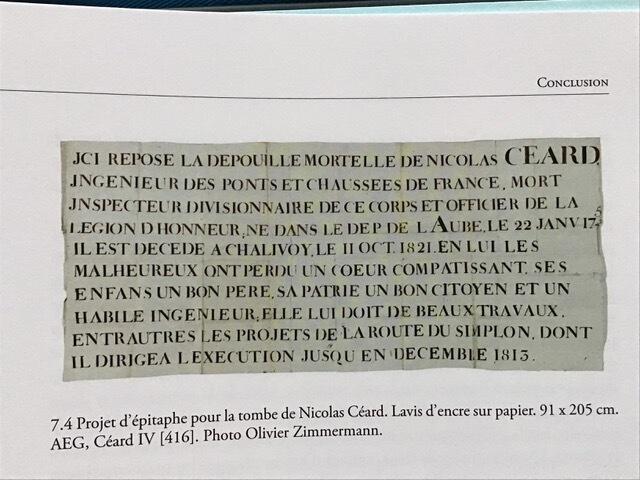 CONCLUSION
JCI REPOSE LA DEPOUILLE MORTELLE DE NICOLAS CEARD
JNGENIEUR DES PONTS ET CHAUSSEES DE FRANCE, MORT
JNSPECTEUR DIVISIONNAIRE DE CE CORPS ET OFFICIER DE LA
LEGION D HONNEUR, NE DANS LE DEP DE L AUBE, LE 22 JANV
IL EST DECEDE A CHALIVOY, LE 11 OCT. 1821. EN LUI LES
MALHEUREUX ONT PERDU UN COEUR COMPATISSANT, SES
ENFANS UN BON PERE, SA PATRIE UN BON CITOYEN ET UN
HABILE INGENIEUR, ELLE LUI DOIT DE BEAUX TRAVAUX,
ENTRAUTRES LES PROJETS DE LA ROUTE DU SIMPLON, DONT
IL DIRIGEA L EXECUTION JUSQU EN DECEMBRE 1813.
7.4 Projet d'épitaphe pour la tombe de Nicolas Céard. Lavis d'encre sur papier. 91 x 205 cm.
AEG, Céard IV [416]. Photo Olivier Zimmermann.